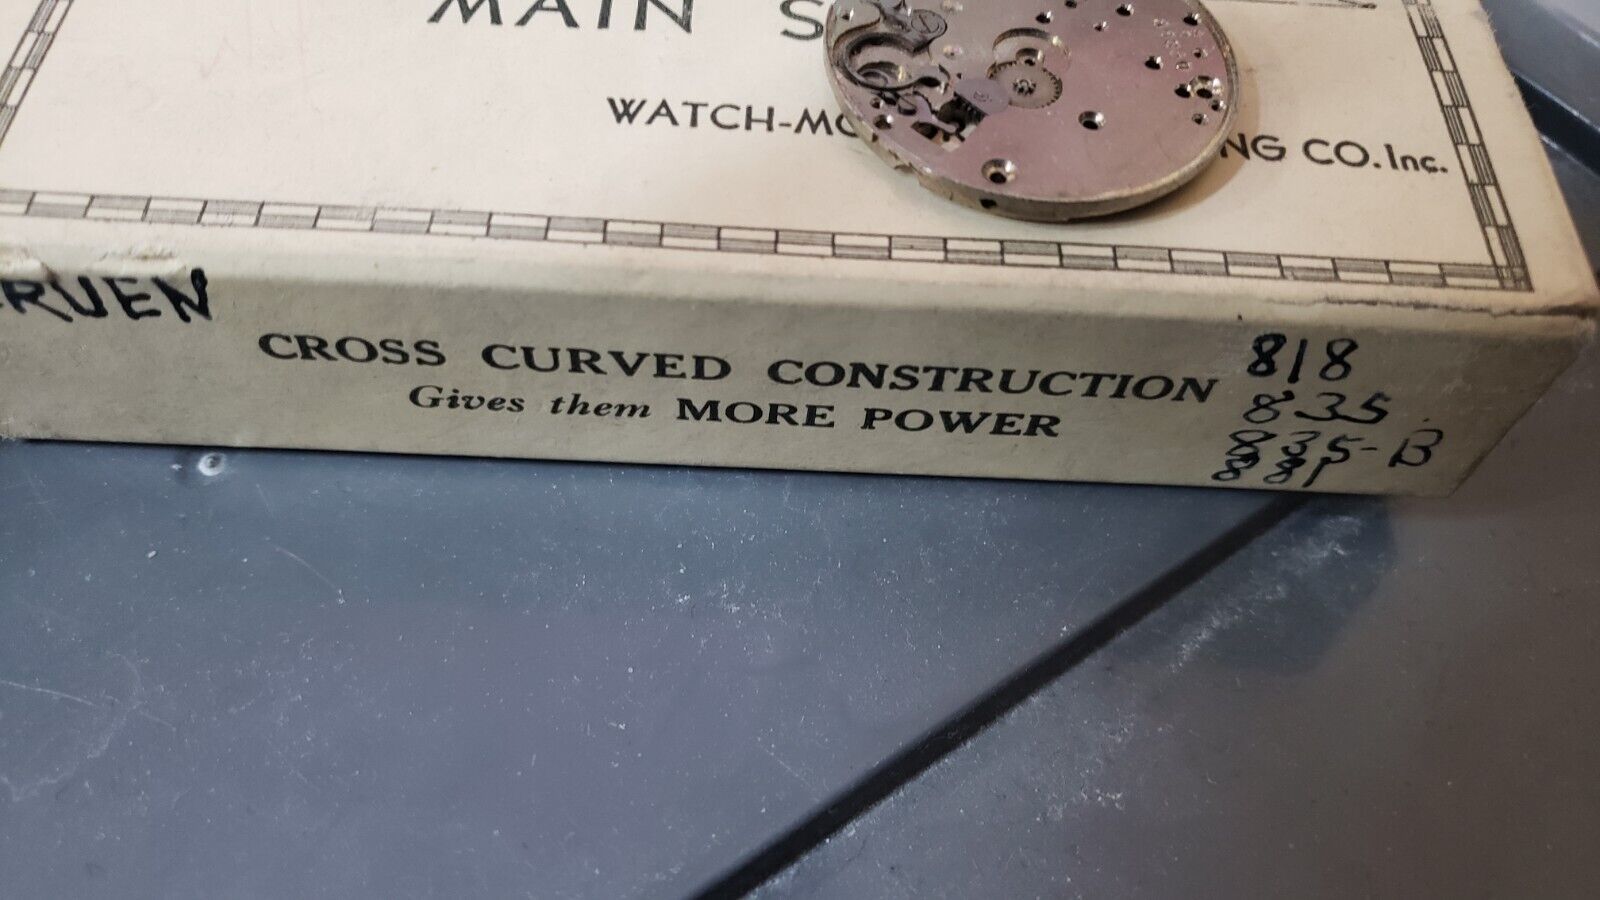 MAIN S
WATCH-MO
NG CO. Inc.
RUEN
CROSS CURVED CONSTRUCTION
Gives them MORE POWER
818
835
835-B
881